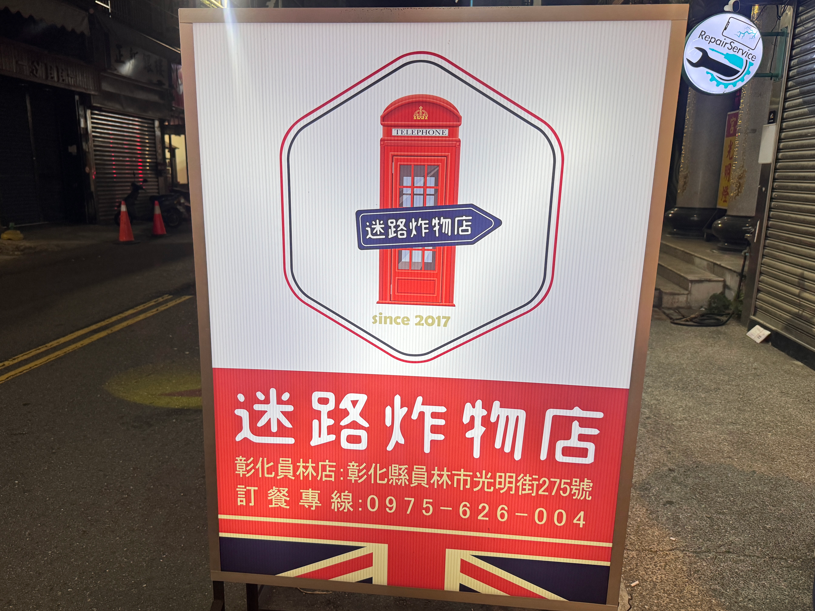 RepairService
TELEPHONE
迷路炸物店
since 2017
迷路炸物店
彰化員林店:彰化縣員林市光明街275號
訂餐專線:0975-626-004